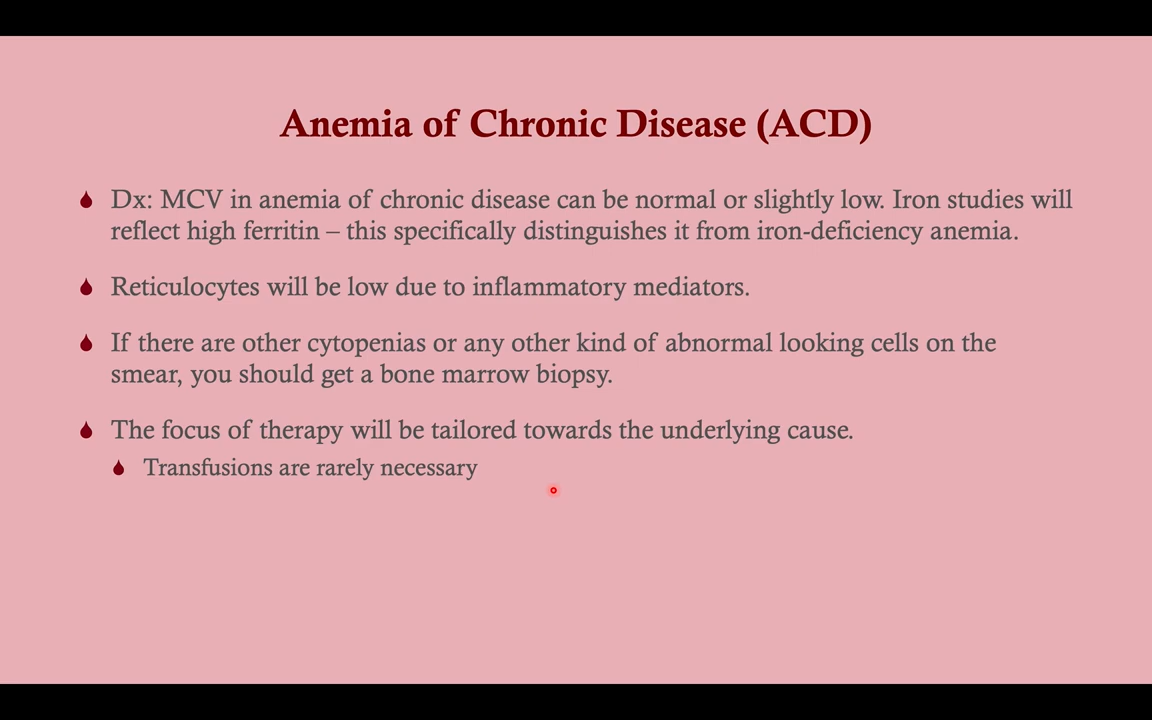 Anemia of Chronic Disease (ACD)
Dx: MCV in anemia of chronic disease can be normal or slightly low. Iron studies will
reflect high ferritin – this specifically distinguishes it from iron-deficiency anemia.
Reticulocytes will be low due to inflammatory mediators.
If there are other cytopenias or any other kind of abnormal looking cells on the
smear, you should get a bone marrow biopsy.
The focus of therapy will be tailored towards the underlying cause.
Transfusions are rarely necessary